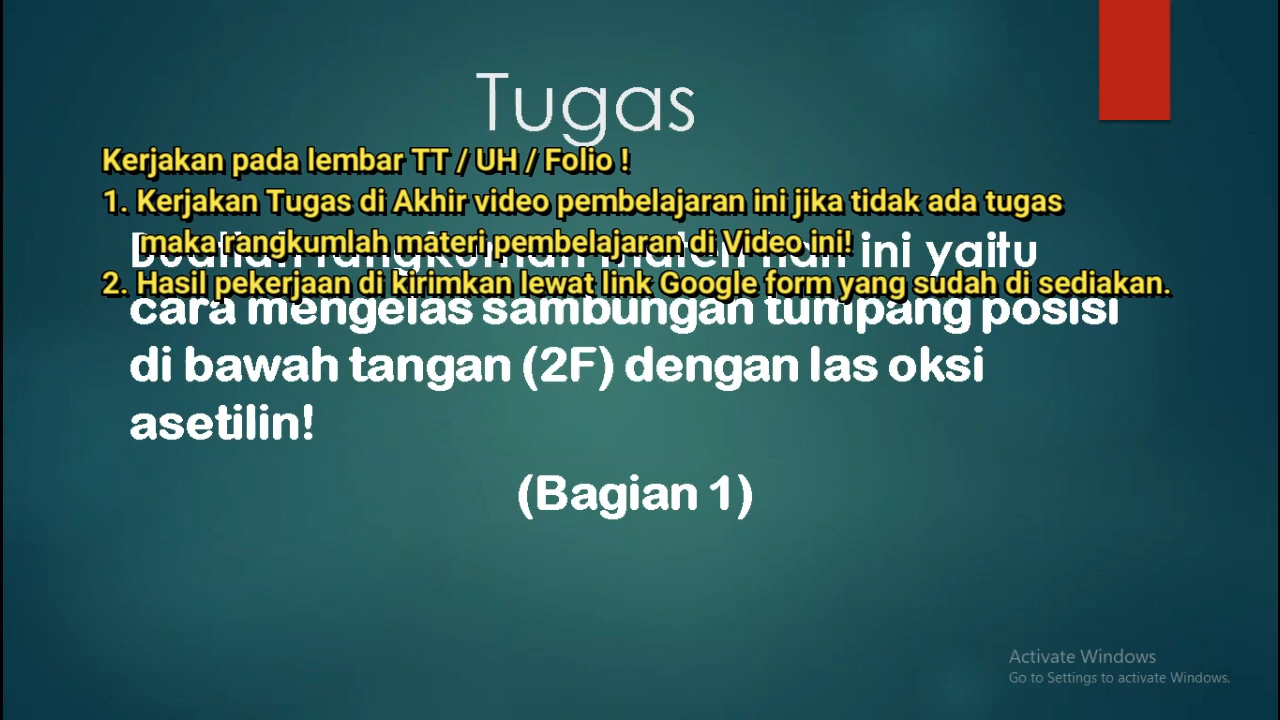 Tugas
Kerjakan pada lembar TT / UH / Folio !
1. Kerjakan Tugas di Akhir video pembelajaran ini jika tidak ada tugas
maka rangkumlah materi pembelajaran di Video ini!
ini yaitu
2. Hasil pekerjaan di kirimkan lewat link Google form yang sudah di sediakan.
cara mengelas sambungan tumpang posisi
di bawah tangan (2F) dengan las oksi
asetilin!
(Bagian 1)
Activate Windows
Go to Settings to activate Windows.